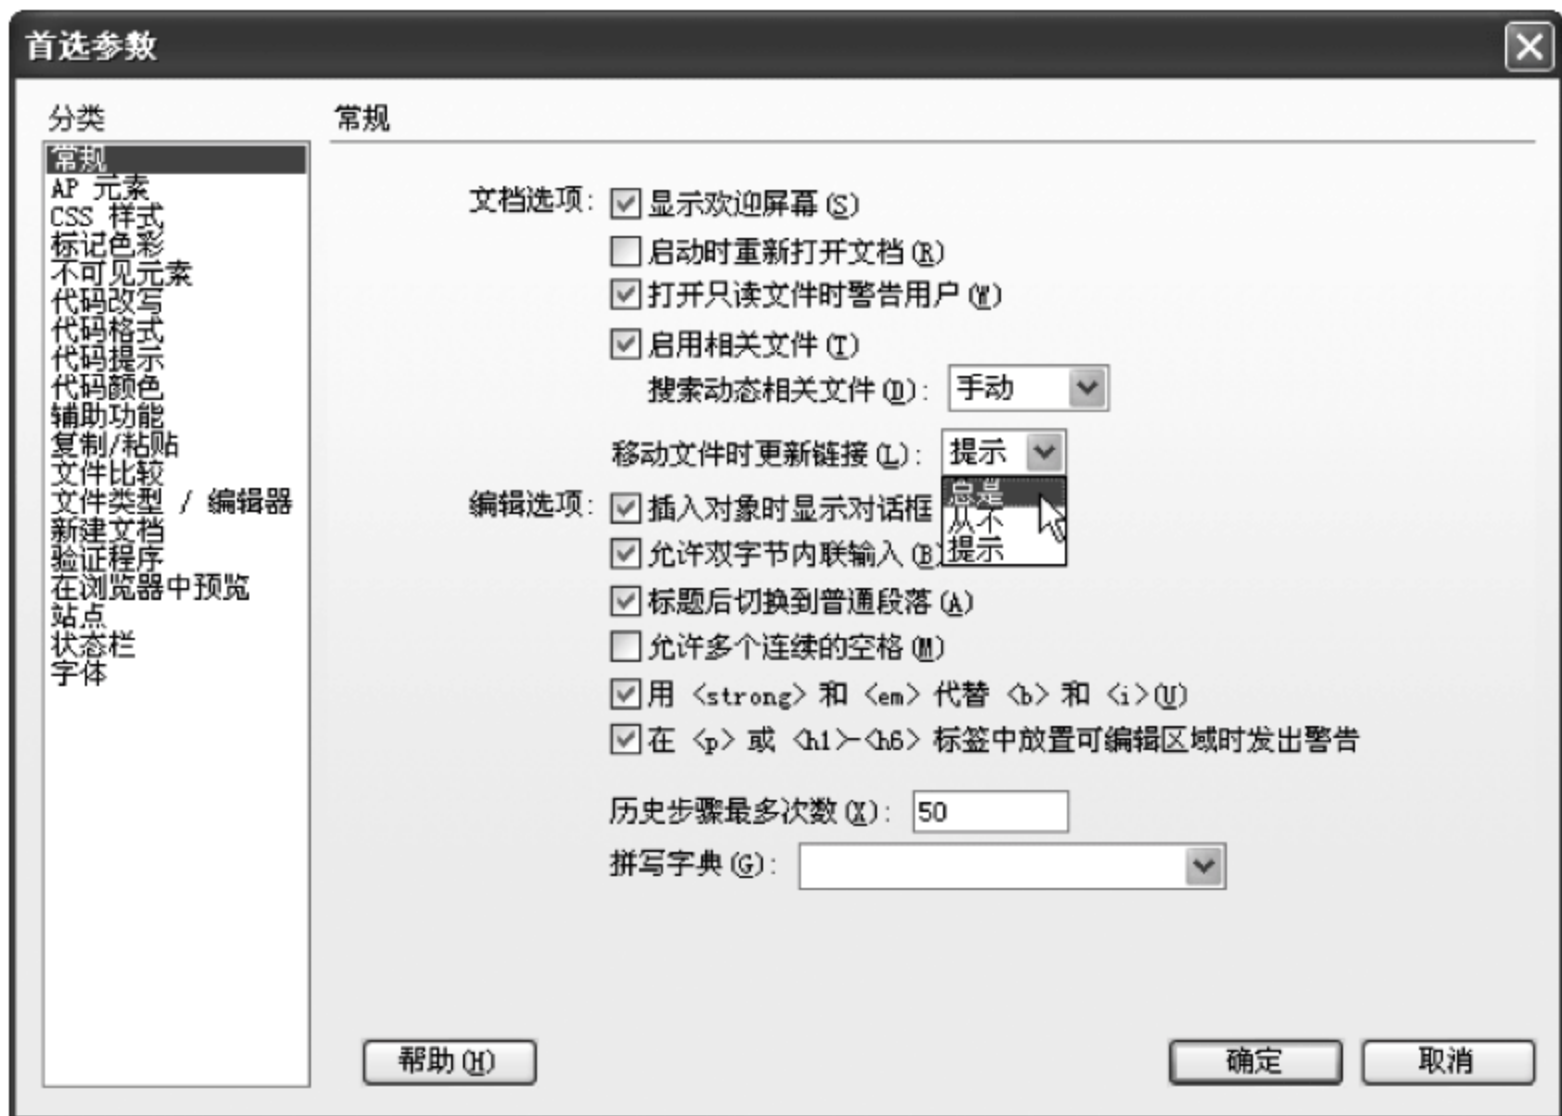 首选参数
分类
常规
AP 元素
CSS 样式
标记色彩
不可见元素
代码改写
代码格式
代码提示
代码颜色
辅助功能
复制/粘贴
文件比较
文件类型 / 编辑器
新建文档
验证程序
在浏览器中预览
站点
状态栏
字体
常规
文档选项: 显示欢迎屏幕(S)
启动时重新打开文档(R)
打开只读文件时警告用户(W)
启用相关文件(T)
搜索动态相关文件(D): 手动
移动文件时更新链接(L): 提示
总是
从不
提示
编辑选项: 插入对象时显示对话框
允许双字节内联输入(B)
标题后切换到普通段落(A)
允许多个连续的空格(M)
用 <strong> 和 <em> 代替 <b> 和 <i>(U)
在 <p> 或 <h1>-<h6> 标签中放置可编辑区域时发出警告
历史步骤最多次数(X): 50
拼写字典(G):
帮助(H)
确定
取消